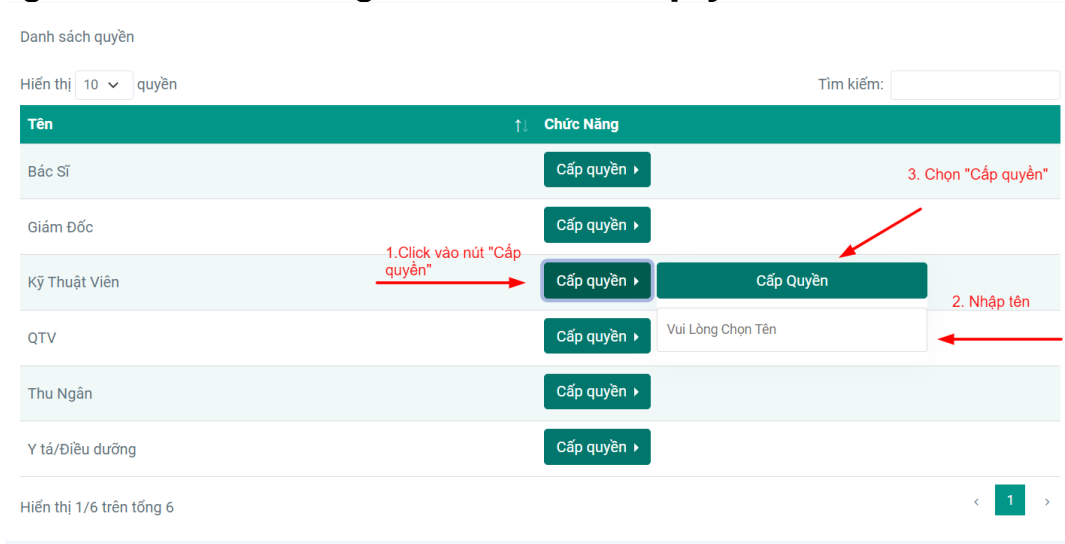 Danh sách quyền
Hiển thị 10 quyền
Tìm kiếm:
Tên
Chức Năng
Bác Sĩ
Cấp quyền
3. Chọn "Cấp quyền"
Giám Đốc
Cấp quyền
1.Click vào nút "Cấp
quyền"
Kỹ Thuật Viên
Cấp quyền
Cấp Quyền
2. Nhập tên
QTV
Cấp quyền
Vui Lòng Chọn Tên
Thu Ngân
Cấp quyền
Y tá/Điều dưỡng
Cấp quyền
Hiển thị 1/6 trên tổng 6
‹ 1 ›